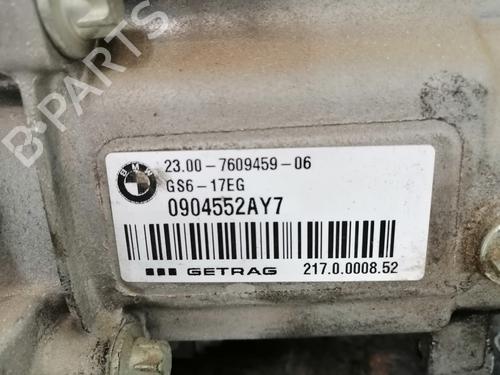 BMW
23.00-7609459-06
GS6-17EG
0904552AY7
GETRAG 217.0.0008.52
B-PARTS